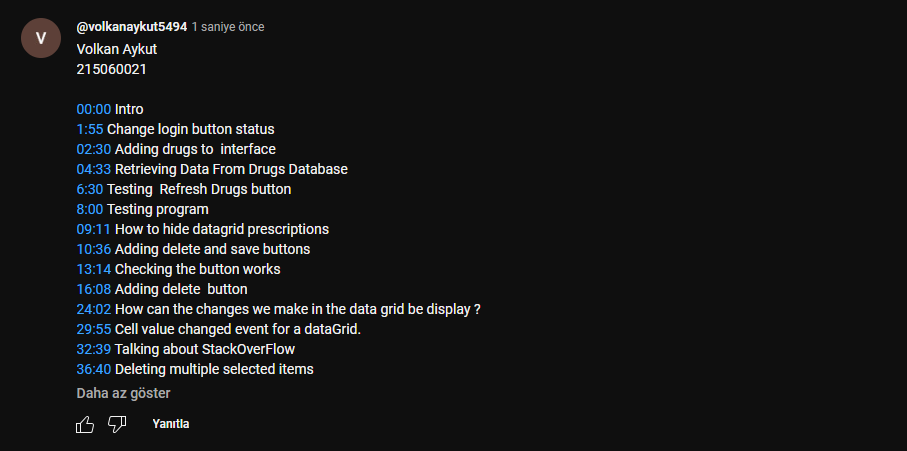 V
@volkanaykut5494 1 saniye önce
Volkan Aykut
215060021
00:00 Intro
1:55 Change login button status
02:30 Adding drugs to  interface
04:33 Retrieving Data From Drugs Database
6:30 Testing  Refresh Drugs button
8:00 Testing program
09:11 How to hide datagrid prescriptions
10:36 Adding delete and save buttons
13:14 Checking the button works
16:08 Adding delete  button
24:02 How can the changes we make in the data grid be display ?
29:55 Cell value changed event for a dataGrid.
32:39 Talking about StackOverFlow
36:40 Deleting multiple selected items
Daha az göster
Yanıtla